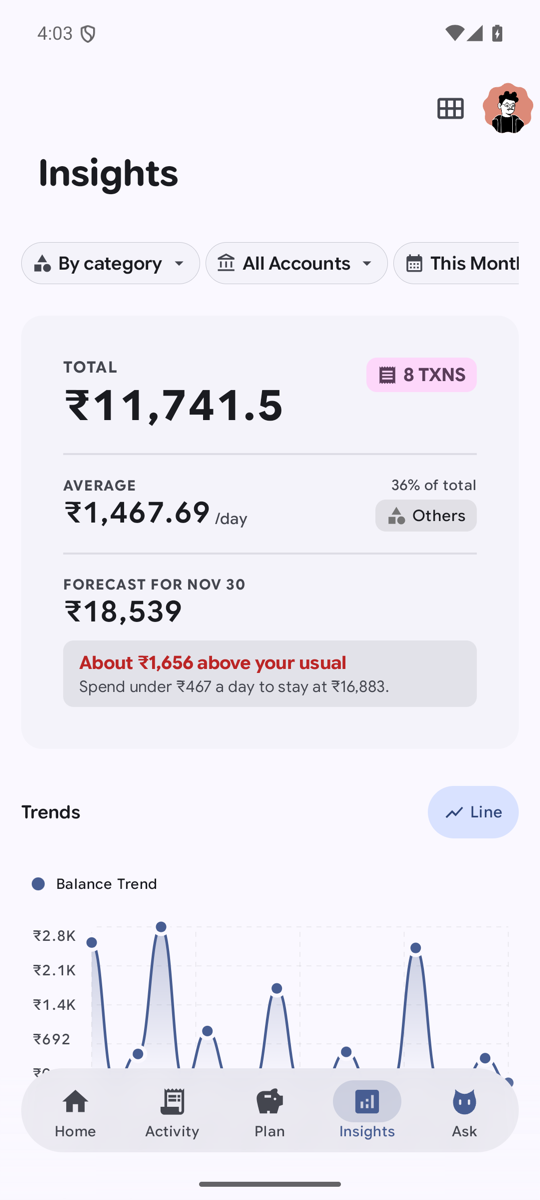 4:03
Insights
By category
All Accounts
This Month
TOTAL
8 TXNS
₹11,741.5
AVERAGE
36% of total
₹1,467.69 /day
Others
FORECAST FOR NOV 30
₹18,539
About ₹1,656 above your usual
Spend under ₹467 a day to stay at ₹16,883.
Trends
Line
Balance Trend
₹2.8K
₹2.1K
₹1.4K
₹692
Home
Activity
Plan
Insights
Ask